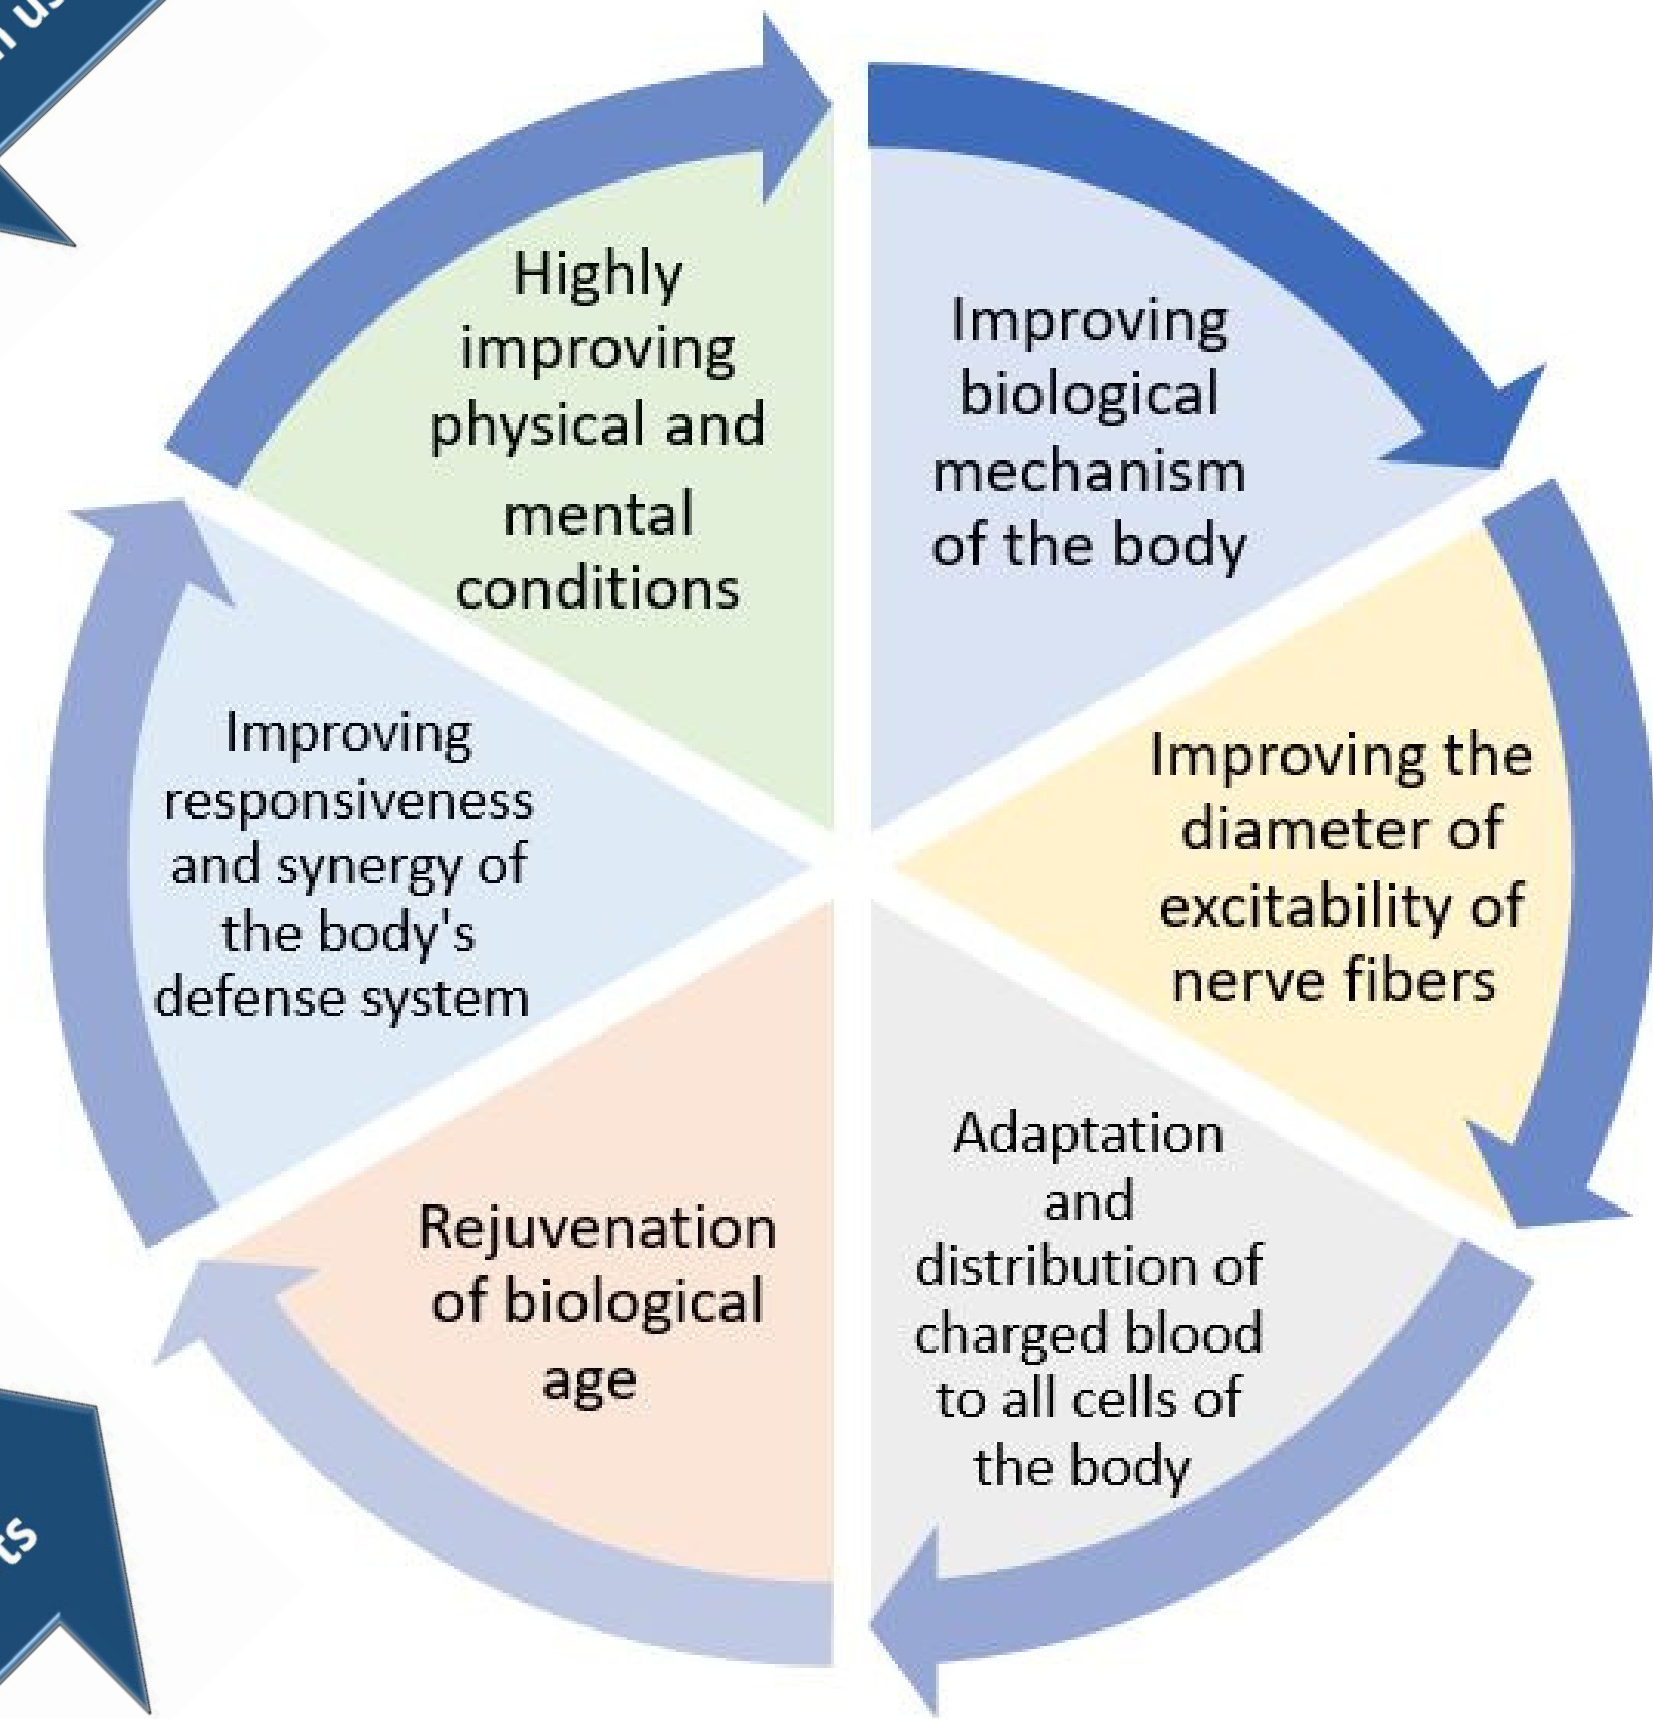 Highly
improving
physical and
mental
conditions
Improving
biological
mechanism
of the body
Improving the
diameter of
excitability of
nerve fibers
Adaptation
and
distribution of
charged blood
to all cells of
the body
Rejuvenation
of biological
age
Improving
responsiveness
and synergy of
the body's
defense system